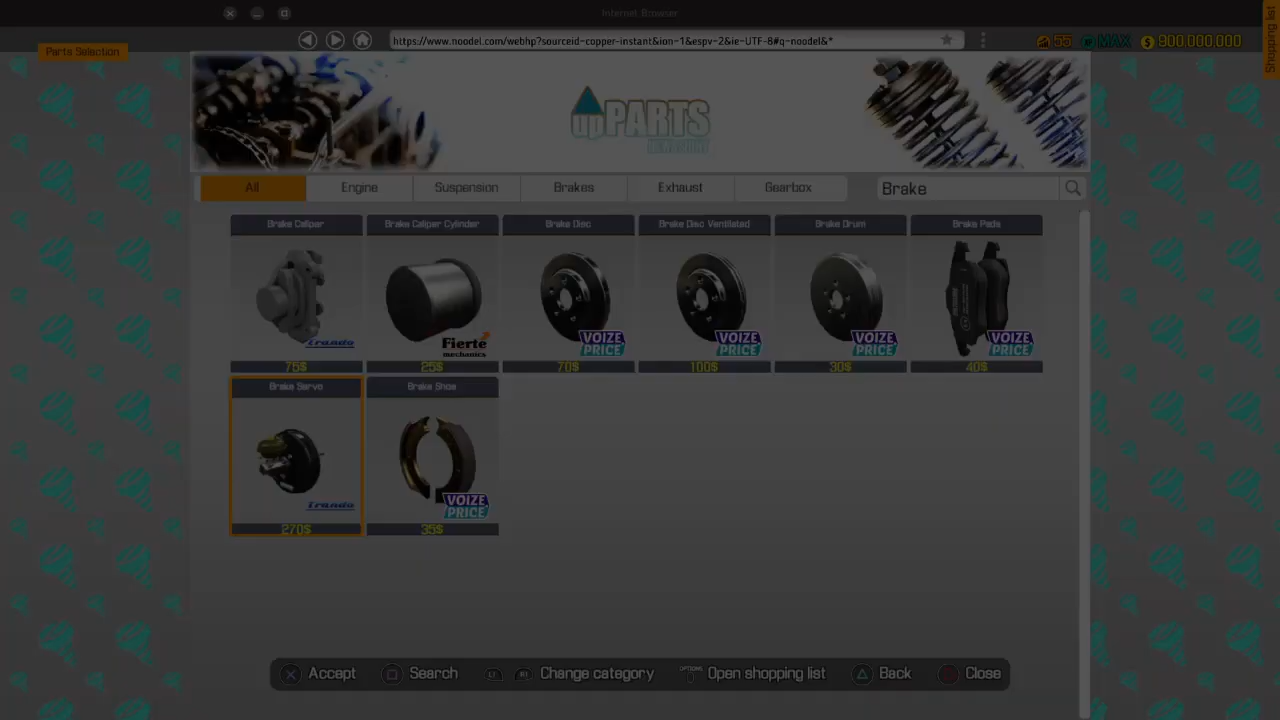 Internet Browser
Parts Selection
https://www.noodel.com/webhp?sourceid-copper-instant&ion-1&espv-2&ie-UTF-8#q-noodel&*
55
MAX
$ 900.000.000
Shopping list
upPARTS
All
Engine
Suspension
Brakes
Exhaust
Gearbox
Brake
Brake Caliper
Brake Caliper Cylinder
Brake Disc
Brake Disc Ventilated
Brake Drum
Brake Pads
Trando
Fierte
mechanics
VOIZE
PRICE
VOIZE
PRICE
VOIZE
PRICE
VOIZE
PRICE
75$
25$
70$
100$
30$
40$
Brake Servo
Brake Shoe
Trando
VOIZE
PRICE
270$
35$
Accept
Search
Change category
OPTIONS
Open shopping list
Back
Close